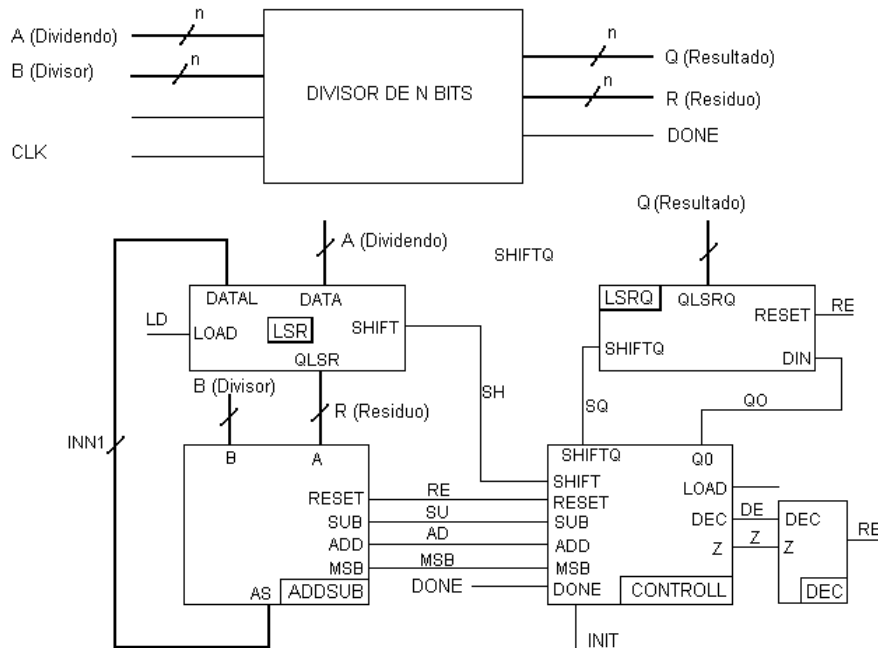 n
A (Dividendo)
n
B (Divisor)
CLK
DIVISOR DE N BITS
n
Q (Resultado)
n
R (Residuo)
DONE
Q (Resultado)
A (Dividendo)
SHIFTQ
DATAL
DATA
LD
LOAD
LSR
SHIFT
QLSR
LSRQ
QLSRQ
RESET
RE
SHIFTQ
DIN
B (Divisor)
R (Residuo)
SH
SQ
QO
INN1
B
A
RESET
SUB
ADD
MSB
AS
ADDSUB
RE
SU
AD
MSB
DONE
SHIFTQ
Q0
SHIFT
RESET
SUB
ADD
MSB
DONE
LOAD
DEC
Z
CONTROLL
DE
Z
DEC
Z
DEC
RE
INIT